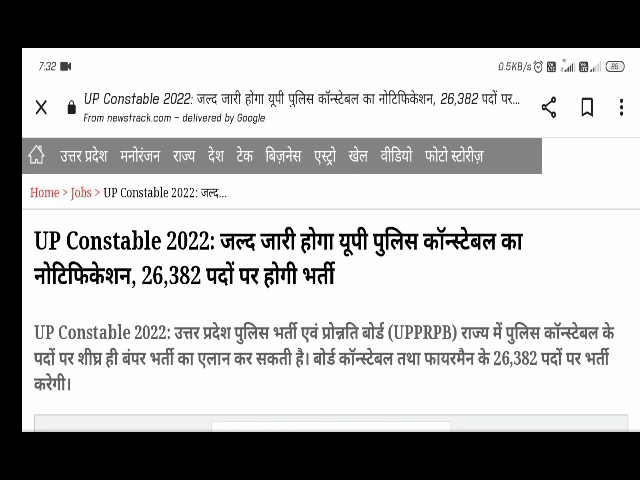 7:32 0.5KB/s 86
UP Constable 2022: जल्द जारी होगा यूपी पुलिस कॉन्स्टेबल का नोटिफिकेशन, 26,382 पदों पर...
From newstrack.com – delivered by Google
उत्तर प्रदेश मनोरंजन राज्य देश टेक बिज़नेस एस्ट्रो खेल वीडियो फोटो स्टोरीज़
Home > Jobs > UP Constable 2022: जल्द...
UP Constable 2022: जल्द जारी होगा यूपी पुलिस कॉन्स्टेबल का
नोटिफिकेशन, 26,382 पदों पर होगी भर्ती
UP Constable 2022: उत्तर प्रदेश पुलिस भर्ती एवं प्रोन्नति बोर्ड (UPPRPB) राज्य में पुलिस कॉन्स्टेबल के
पदों पर शीघ्र ही बंपर भर्ती का एलान कर सकती है। बोर्ड कॉन्स्टेबल तथा फायरमैन के 26,382 पदों पर भर्ती
करेगी।